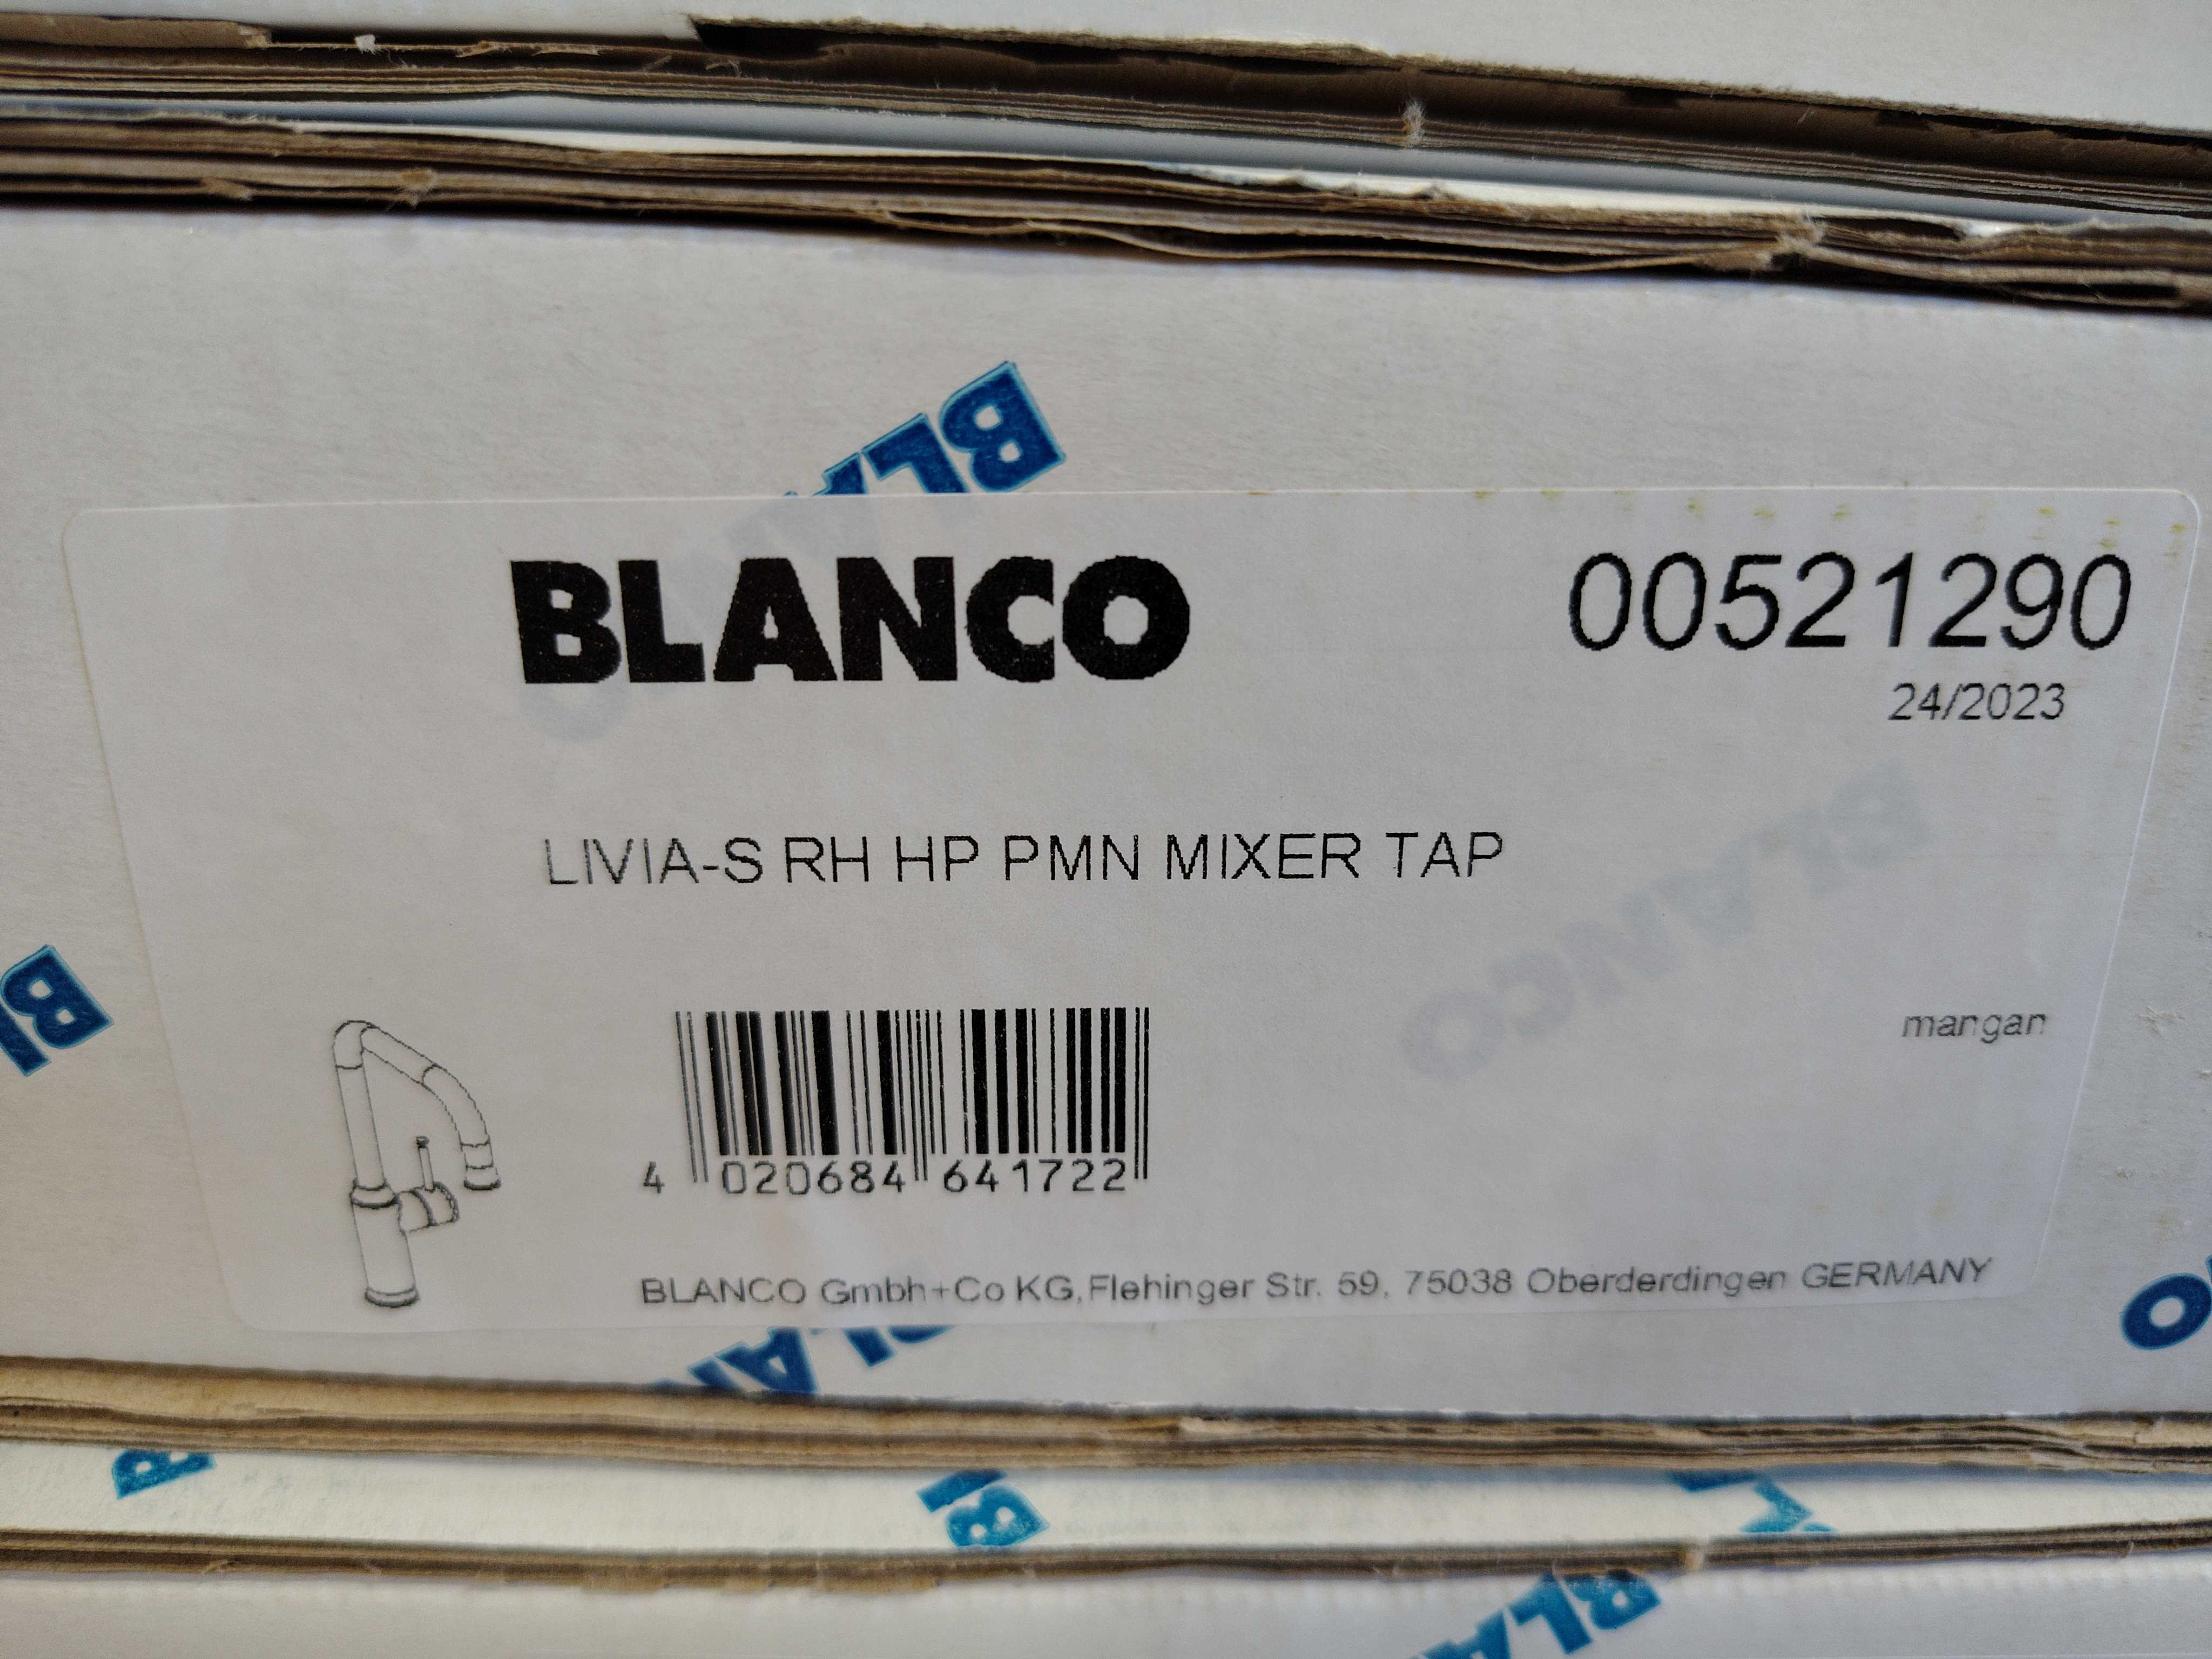 BLANCO
00521290
24/2023
LIVIA-S RH HP PMN MIXER TAP
mangan
4 020684 641722
BLANCO Gmbh+Co KG, Flehinger Str. 59, 75038 Oberderdingen GERMANY
BLANCO